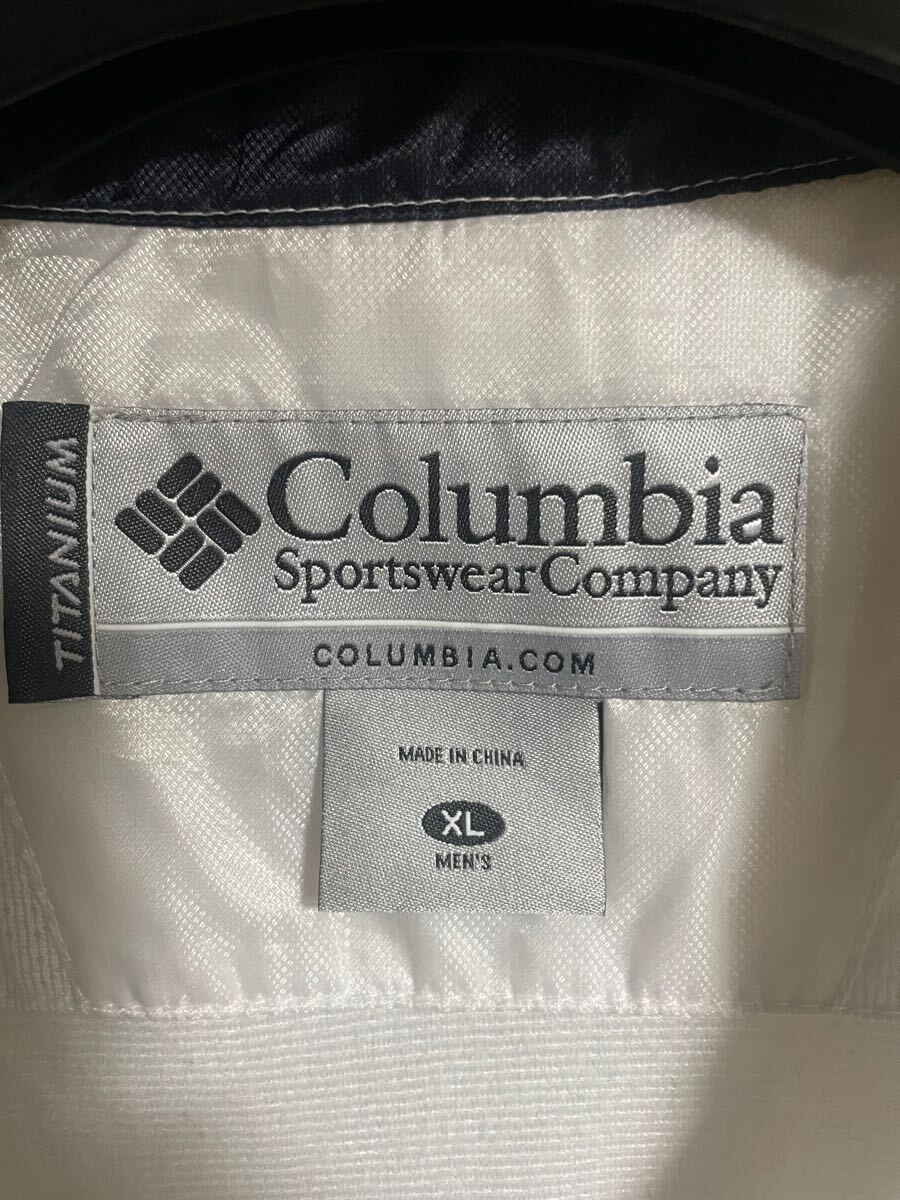 TITANIUM
Columbia
Sportswear Company
COLUMBIA.COM
MADE IN CHINA
XL
MEN'S